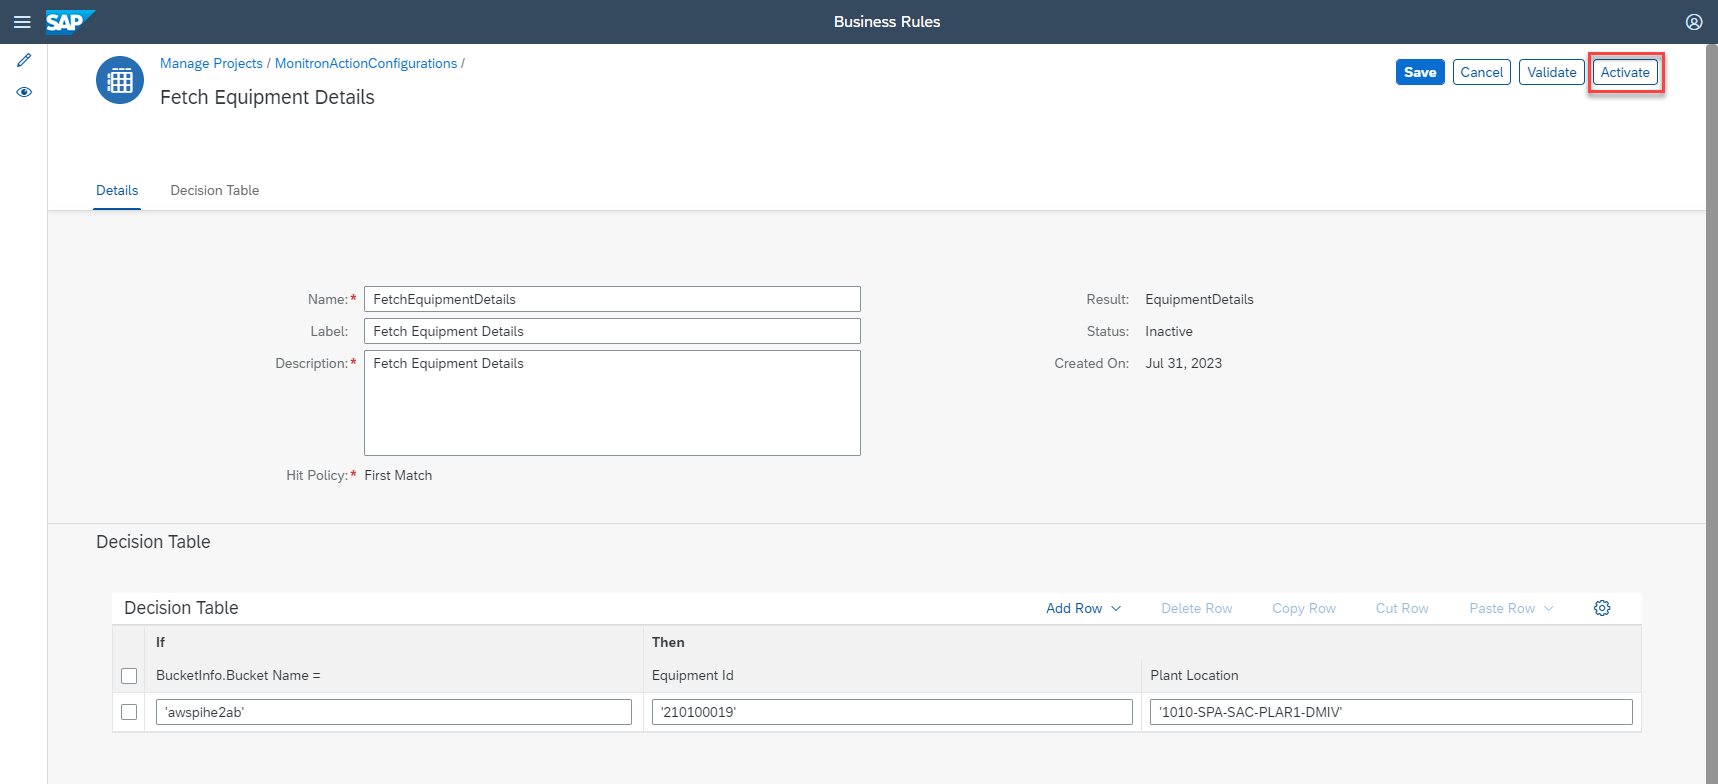 SAP
Business Rules
Manage Projects / MonitronActionConfigurations /
Fetch Equipment Details
Save
Cancel
Validate
Activate
Details
Decision Table
Name:* FetchEquipmentDetails
Label: Fetch Equipment Details
Description:* Fetch Equipment Details
Hit Policy:* First Match
Result: EquipmentDetails
Status: Inactive
Created On: Jul 31, 2023
Decision Table
Decision Table
Add Row
Delete Row
Copy Row
Cut Row
Paste Row
If
Then
BucketInfo.Bucket Name =
Equipment Id
Plant Location
'awspihe2ab'
'210100019'
'1010-SPA-SAC-PLAR1-DMIV'